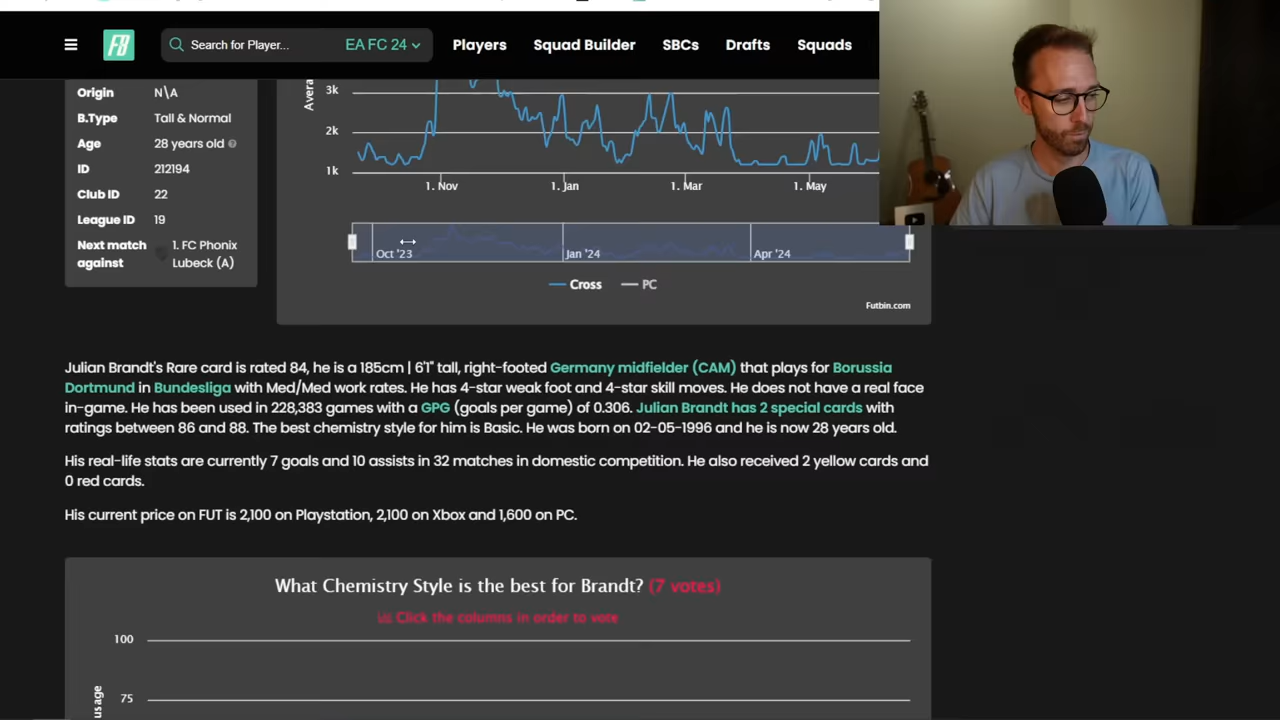 F8
Search for Player...
EA FC 24
Players
Squad Builder
SBCs
Drafts
Squads
Origin N\A
B.Type Tall & Normal
Age 28 years old
ID 212194
Club ID 22
League ID 19
Next match against 1. FC Phonix Lubeck (A)
Avera
3k
2k
1k
1. Nov
1. Jan
1. Mar
1. May
Oct '23
Jan '24
Apr '24
Cross
PC
Futbin.com
Julian Brandt's Rare card is rated 84, he is a 185cm | 6'1" tall, right-footed Germany midfielder (CAM) that plays for Borussia
Dortmund in Bundesliga with Med/Med work rates. He has 4-star weak foot and 4-star skill moves. He does not have a real face
in-game. He has been used in 228,383 games with a GPG (goals per game) of 0.306. Julian Brandt has 2 special cards with
ratings between 86 and 88. The best chemistry style for him is Basic. He was born on 02-05-1996 and he is now 28 years old.
His real-life stats are currently 7 goals and 10 assists in 32 matches in domestic competition. He also received 2 yellow cards and
0 red cards.
His current price on FUT is 2,100 on Playstation, 2,100 on Xbox and 1,600 on PC.
What Chemistry Style is the best for Brandt? (7 votes)
Click the columns in order to vote
100
75
usage